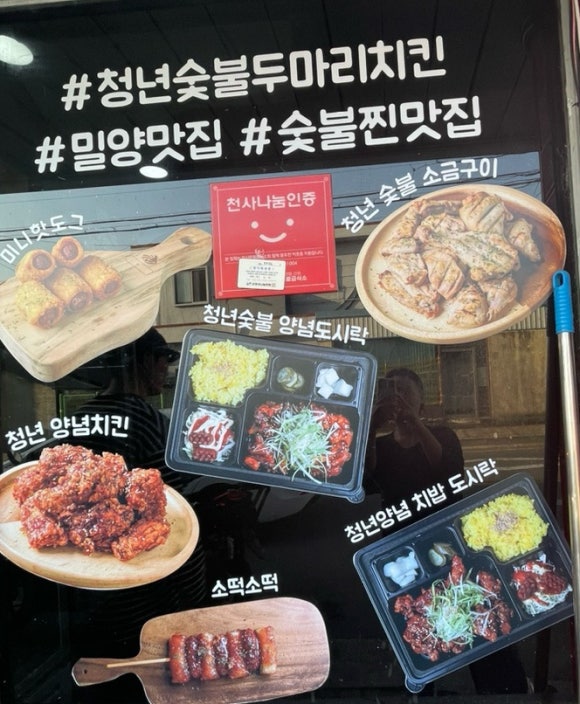 #청년숯불두마리치킨
#밀양맛집 #숯불찐맛집
미니핫도그
천사나눔인증
청년 숯불 소금구이
청년숯불 양념도시락
청년 양념치킨
청년양념 치밥 도시락
소떡소떡